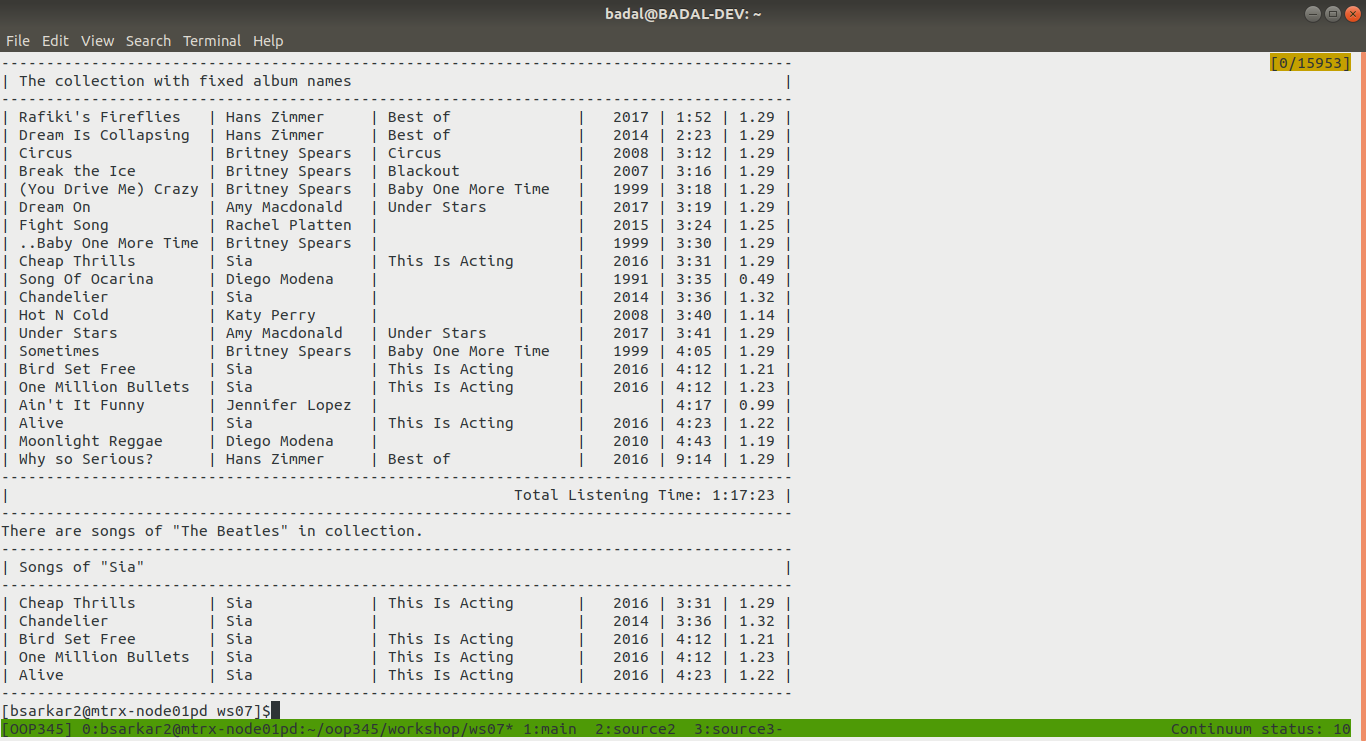 badal@BADAL-DEV: ~
File Edit View Search Terminal Help
---------------------------------------------------------------------------------------- [0/15953]
| The collection with fixed album names                                                |
----------------------------------------------------------------------------------------
| Rafiki's Fireflies   | Hans Zimmer     | Best of              |   2017 | 1:52 | 1.29 |
| Dream Is Collapsing  | Hans Zimmer     | Best of              |   2014 | 2:23 | 1.29 |
| Circus               | Britney Spears  | Circus               |   2008 | 3:12 | 1.29 |
| Break the Ice        | Britney Spears  | Blackout             |   2007 | 3:16 | 1.29 |
| (You Drive Me) Crazy | Britney Spears  | Baby One More Time   |   1999 | 3:18 | 1.29 |
| Dream On             | Amy Macdonald   | Under Stars          |   2017 | 3:19 | 1.29 |
| Fight Song           | Rachel Platten  |                      |   2015 | 3:24 | 1.25 |
| ..Baby One More Time | Britney Spears  |                      |   1999 | 3:30 | 1.29 |
| Cheap Thrills        | Sia             | This Is Acting       |   2016 | 3:31 | 1.29 |
| Song Of Ocarina      | Diego Modena    |                      |   1991 | 3:35 | 0.49 |
| Chandelier           | Sia             |                      |   2014 | 3:36 | 1.32 |
| Hot N Cold           | Katy Perry      |                      |   2008 | 3:40 | 1.14 |
| Under Stars          | Amy Macdonald   | Under Stars          |   2017 | 3:41 | 1.29 |
| Sometimes            | Britney Spears  | Baby One More Time   |   1999 | 4:05 | 1.29 |
| Bird Set Free        | Sia             | This Is Acting       |   2016 | 4:12 | 1.21 |
| One Million Bullets  | Sia             | This Is Acting       |   2016 | 4:12 | 1.23 |
| Ain't It Funny       | Jennifer Lopez  |                      |        | 4:17 | 0.99 |
| Alive                | Sia             | This Is Acting       |   2016 | 4:23 | 1.22 |
| Moonlight Reggae     | Diego Modena    |                      |   2010 | 4:43 | 1.19 |
| Why so Serious?      | Hans Zimmer     | Best of              |   2016 | 9:14 | 1.29 |
----------------------------------------------------------------------------------------
|                                                        Total Listening Time: 1:17:23 |
----------------------------------------------------------------------------------------
There are songs of "The Beatles" in collection.
----------------------------------------------------------------------------------------
| Songs of "Sia"                                                                       |
----------------------------------------------------------------------------------------
| Cheap Thrills        | Sia             | This Is Acting       |   2016 | 3:31 | 1.29 |
| Chandelier           | Sia             |                      |   2014 | 3:36 | 1.32 |
| Bird Set Free        | Sia             | This Is Acting       |   2016 | 4:12 | 1.21 |
| One Million Bullets  | Sia             | This Is Acting       |   2016 | 4:12 | 1.23 |
| Alive                | Sia             | This Is Acting       |   2016 | 4:23 | 1.22 |
----------------------------------------------------------------------------------------
[bsarkar2@mtrx-node01pd ws07]$
[OOP345] 0:bsarkar2@mtrx-node01pd:~/oop345/workshop/ws07* 1:main  2:source2  3:source3- Continuum status: 10